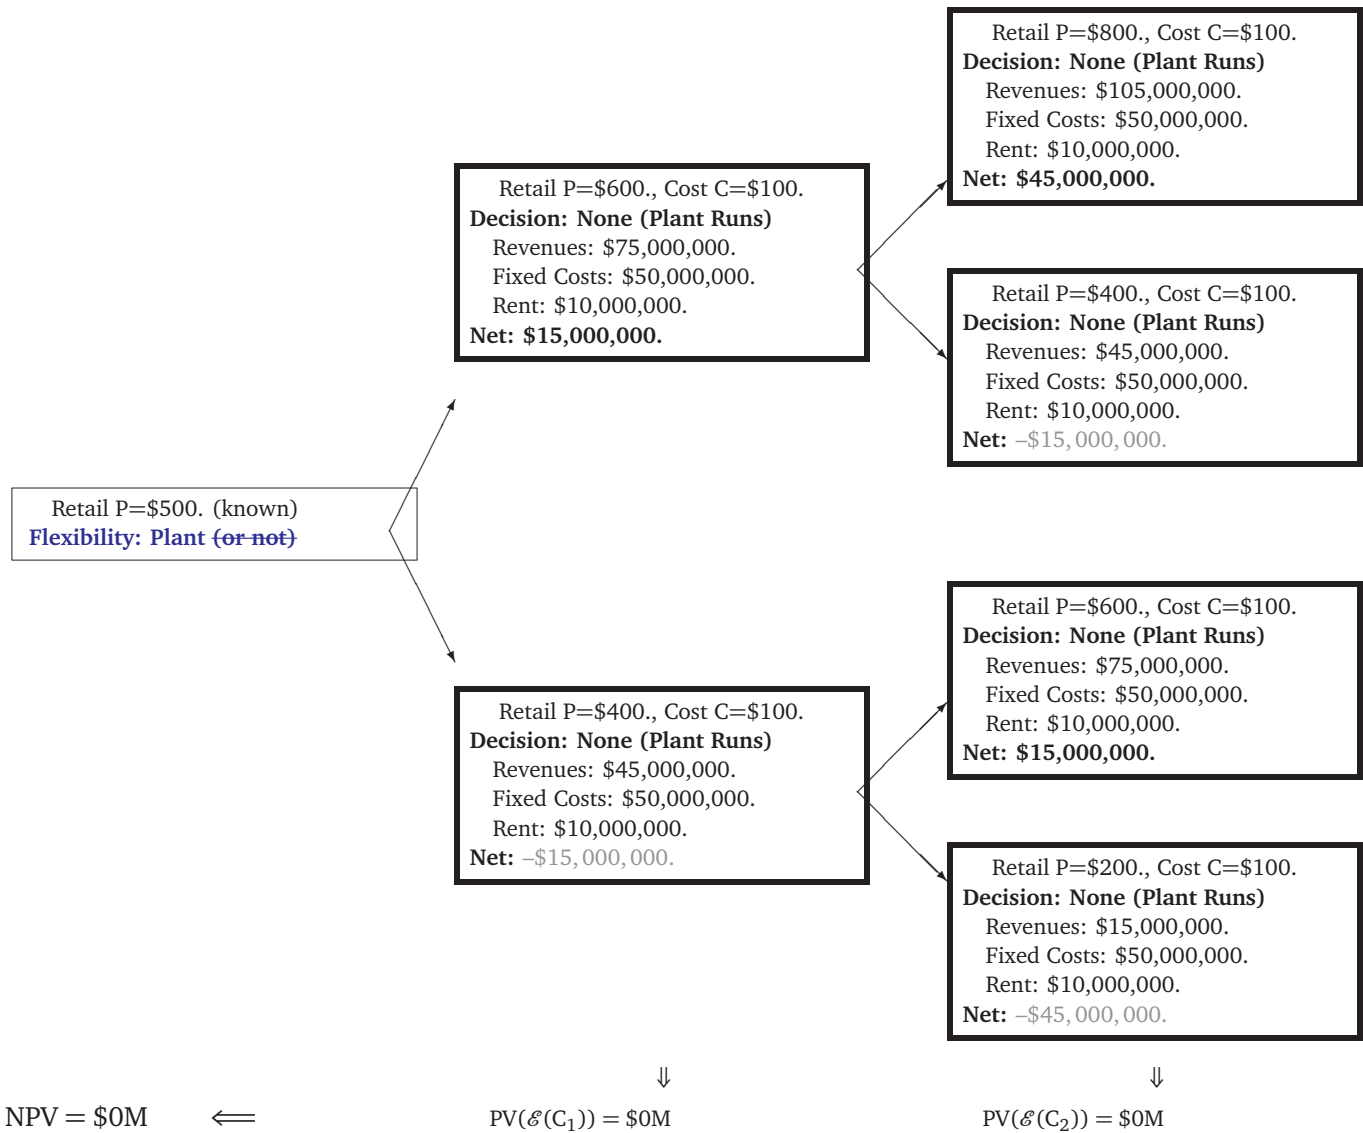 Retail P=$500. (known)
Flexibility: Plant (or not)
Retail P=$600., Cost C=$100.
Decision: None (Plant Runs)
Revenues: $75,000,000.
Fixed Costs: $50,000,000.
Rent: $10,000,000.
Net: $15,000,000.
Retail P=$400., Cost C=$100.
Decision: None (Plant Runs)
Revenues: $45,000,000.
Fixed Costs: $50,000,000.
Rent: $10,000,000.
Net: –$15,000,000.
Retail P=$800., Cost C=$100.
Decision: None (Plant Runs)
Revenues: $105,000,000.
Fixed Costs: $50,000,000.
Rent: $10,000,000.
Net: $45,000,000.
Retail P=$400., Cost C=$100.
Decision: None (Plant Runs)
Revenues: $45,000,000.
Fixed Costs: $50,000,000.
Rent: $10,000,000.
Net: –$15,000,000.
Retail P=$600., Cost C=$100.
Decision: None (Plant Runs)
Revenues: $75,000,000.
Fixed Costs: $50,000,000.
Rent: $10,000,000.
Net: $15,000,000.
Retail P=$200., Cost C=$100.
Decision: None (Plant Runs)
Revenues: $15,000,000.
Fixed Costs: $50,000,000.
Rent: $10,000,000.
Net: –$45,000,000.
⇓ ⇓
NPV = $0M ⟸ PV(ℰ(C₁)) = $0M PV(ℰ(C₂)) = $0M